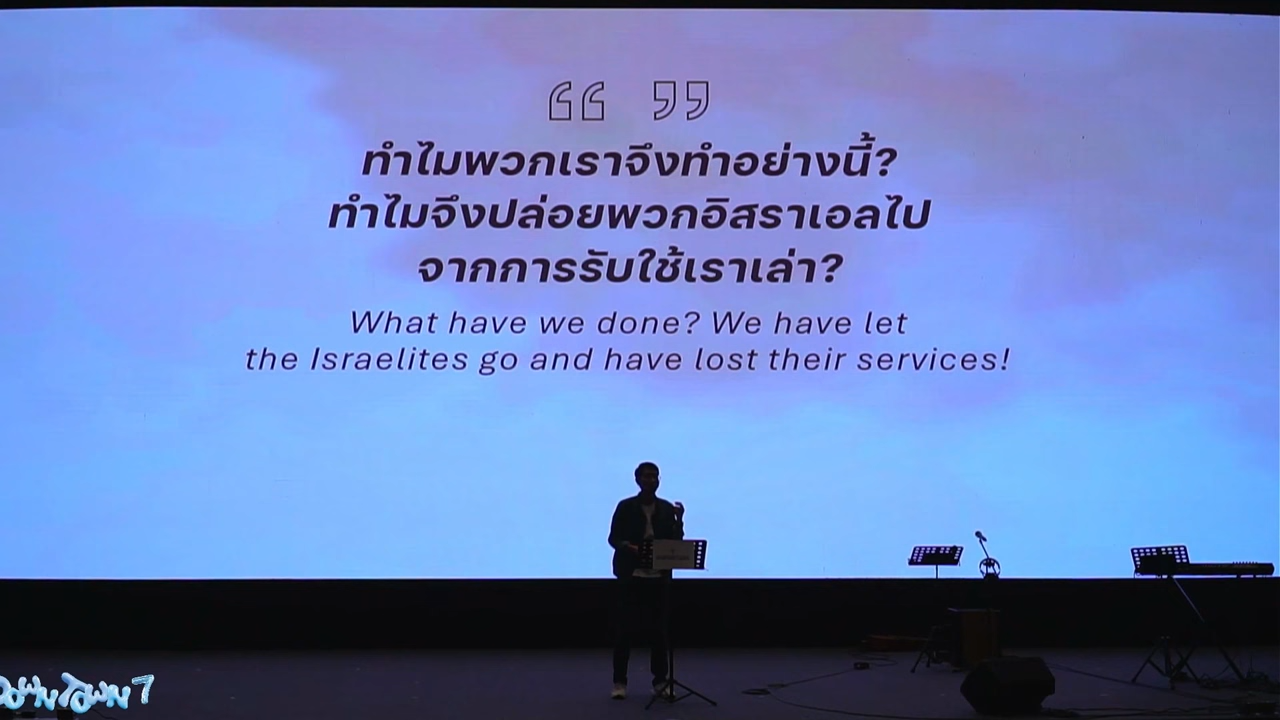 “ ”
ทำไมพวกเราจึงทำอย่างนี้?
ทำไมจึงปล่อยพวกอิสราเอลไป
จากการรับใช้เราเล่า?
What have we done? We have let
the Israelites go and have lost their services!
DOWNTOWN 7